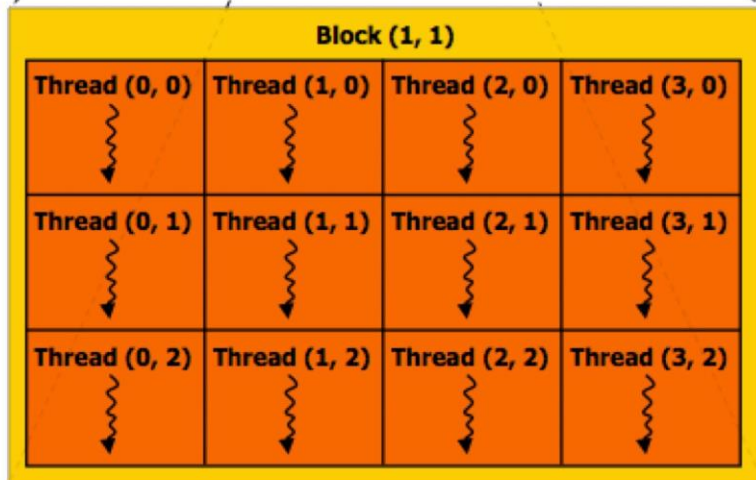 Block (1, 1)
Thread (0, 0) Thread (1, 0) Thread (2, 0) Thread (3, 0)
Thread (0, 1) Thread (1, 1) Thread (2, 1) Thread (3, 1)
Thread (0, 2) Thread (1, 2) Thread (2, 2) Thread (3, 2)